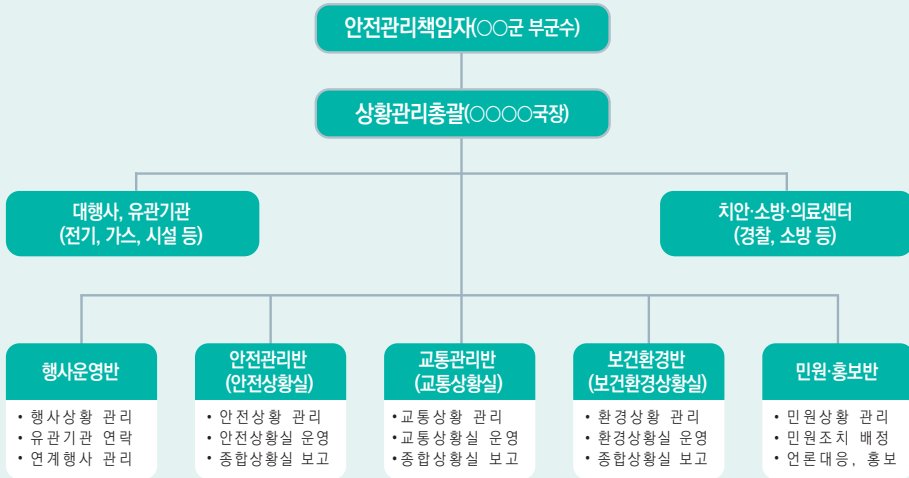 안전관리책임자(○○군 부군수)
상황관리총괄(○○○○국장)
대행사, 유관기관
(전기, 가스, 시설 등)
치안·소방·의료센터
(경찰, 소방 등)
행사운영반
• 행사상황 관리
• 유관기관 연락
• 연계행사 관리
안전관리반
(안전상황실)
• 안전상황 관리
• 안전상황실 운영
• 종합상황실 보고
교통관리반
(교통상황실)
•교통상황 관리
•교통상황실 운영
•종합상황실 보고
보건환경반
(보건환경상황실)
• 환경상황 관리
• 환경상황실 운영
• 종합상황실 보고
민원·홍보반
• 민원상황 관리
• 민원조치 배정
• 언론대응, 홍보